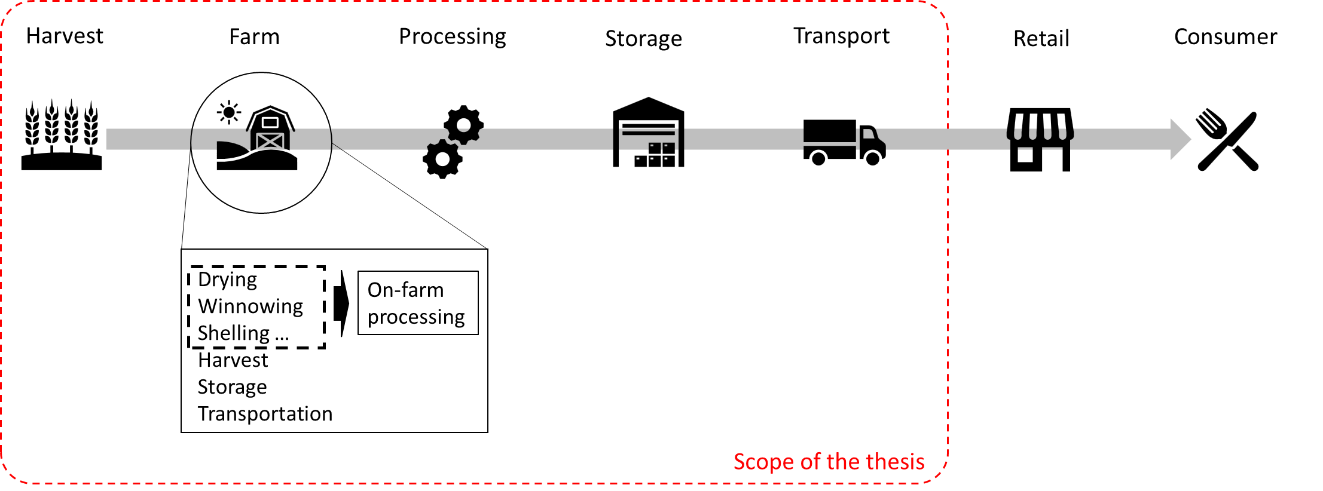 Harvest
Farm
Processing
Storage
Transport
Retail
Consumer
Drying
Winnowing
Shelling ...
Harvest
Storage
Transportation
On-farm
processing
Scope of the thesis